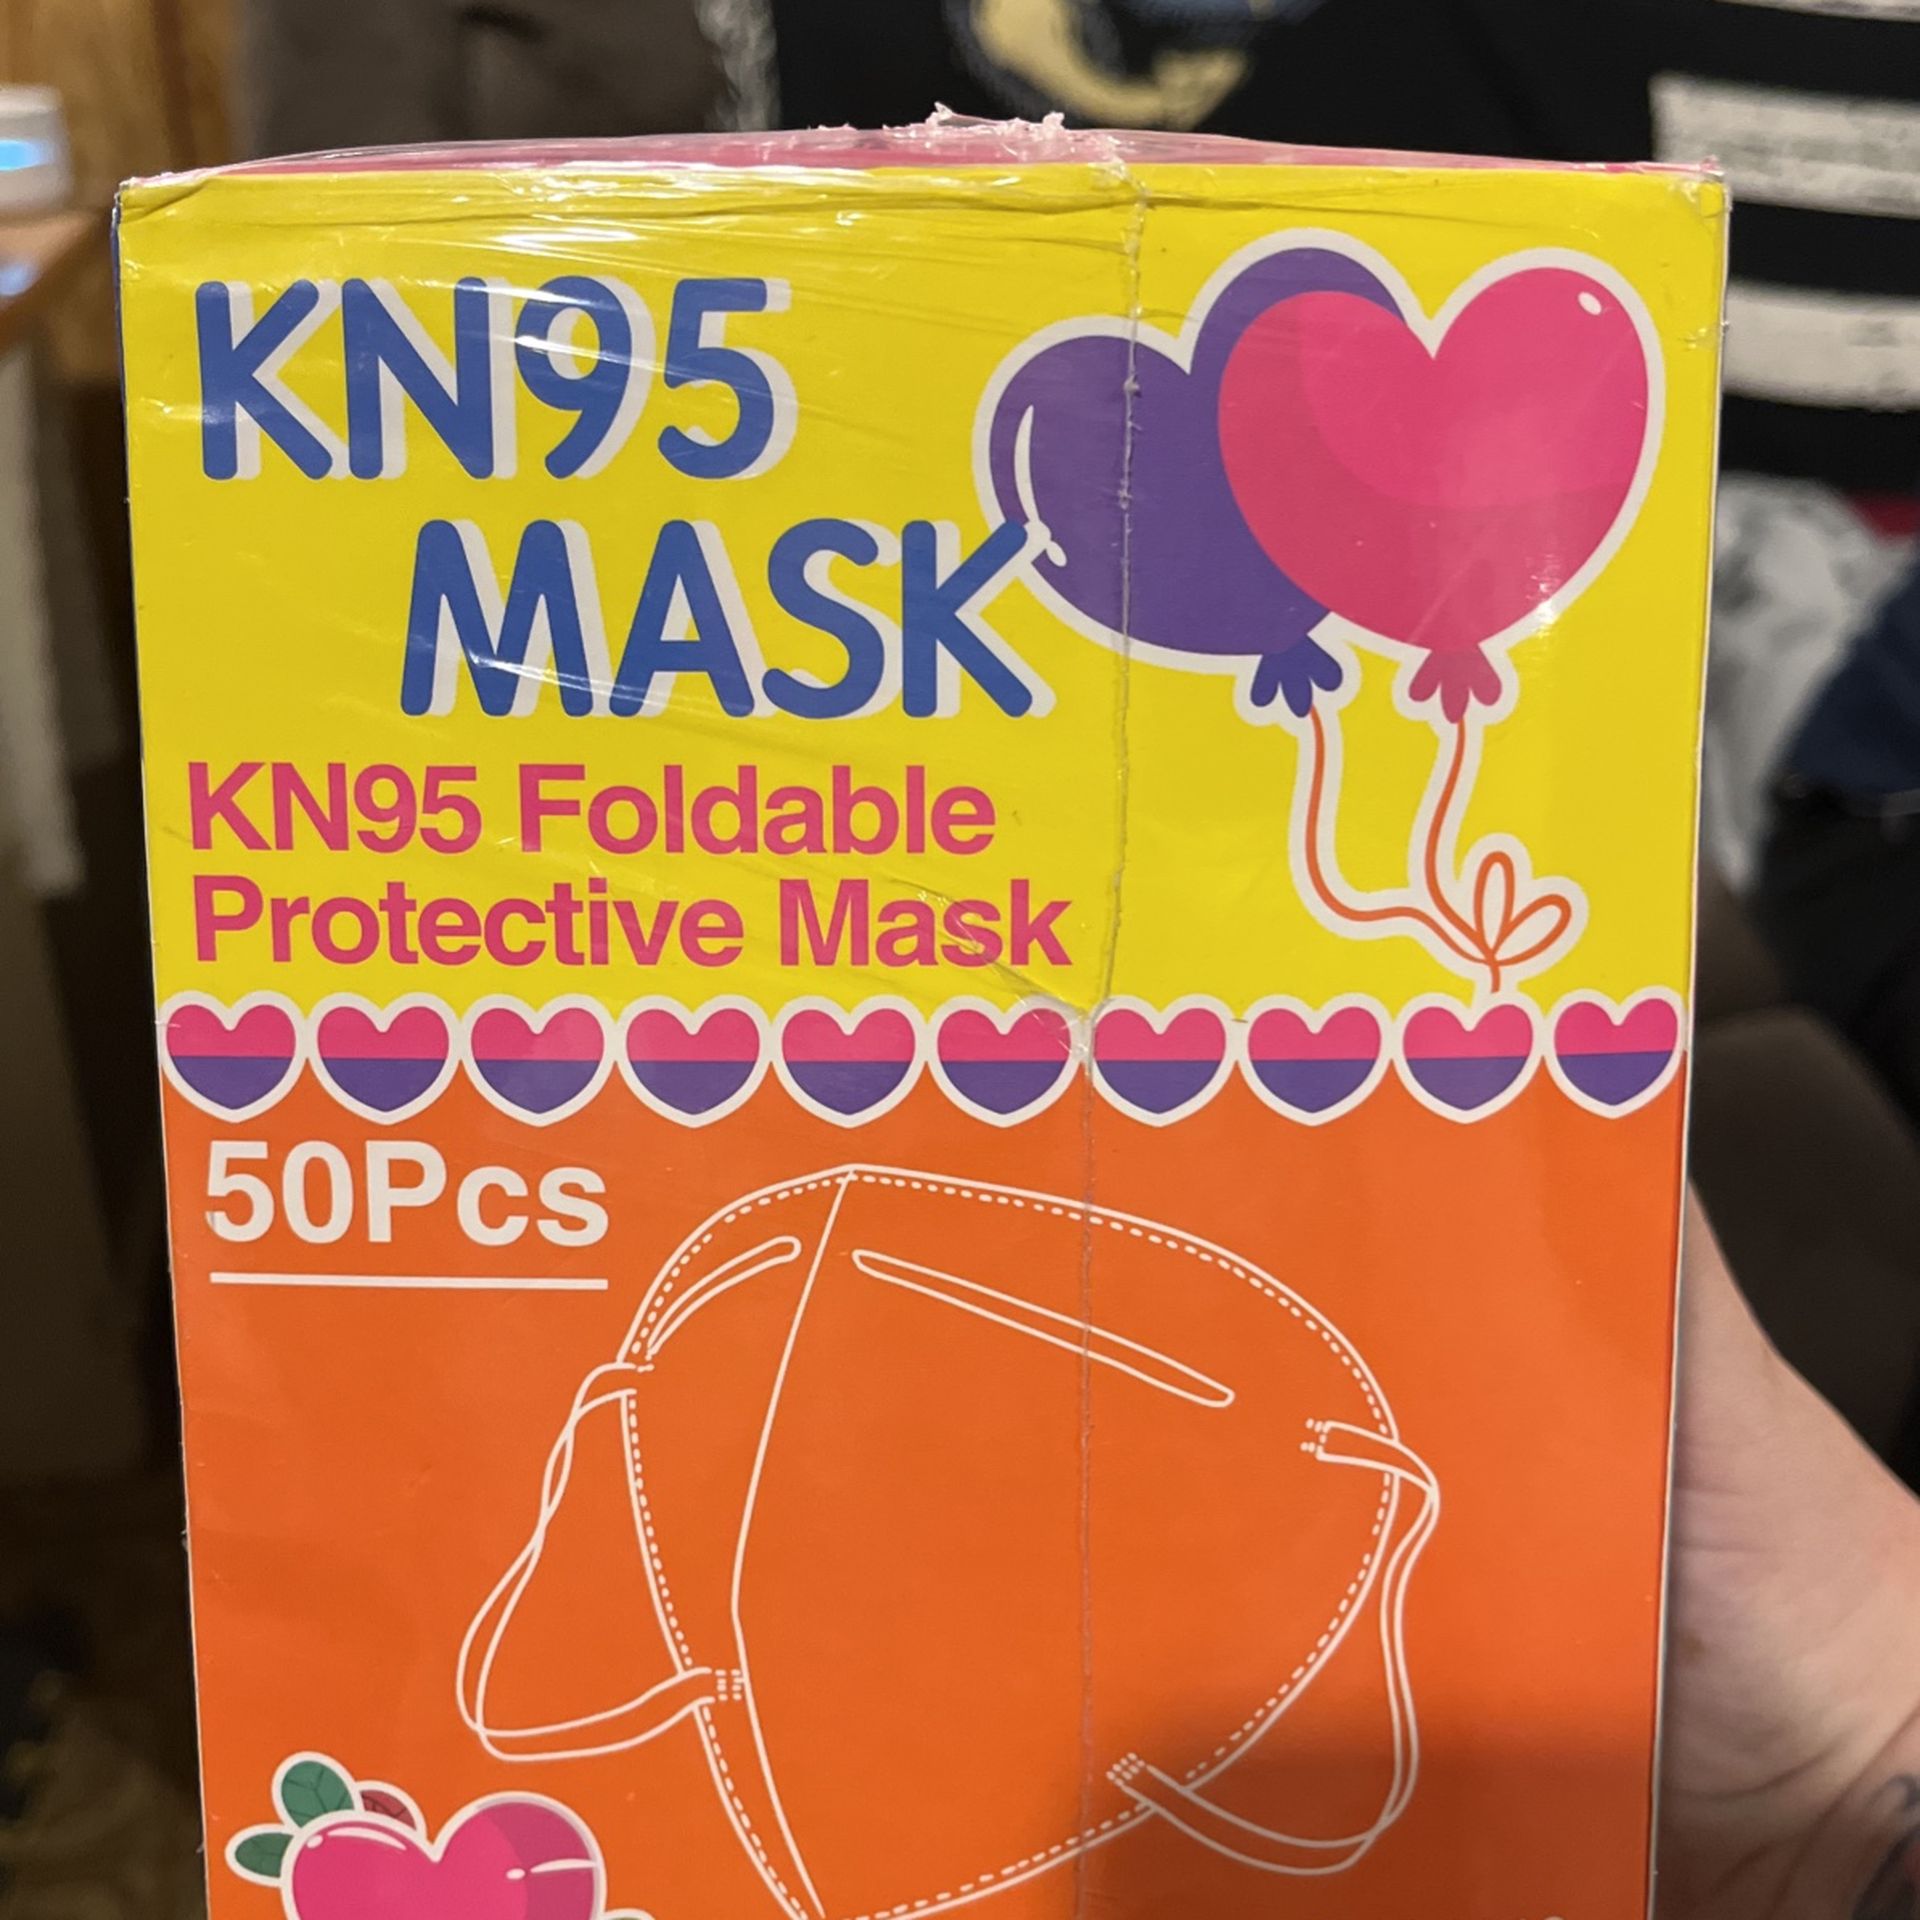 KN95
MASK
KN95 Foldable
Protective Mask
50Pcs